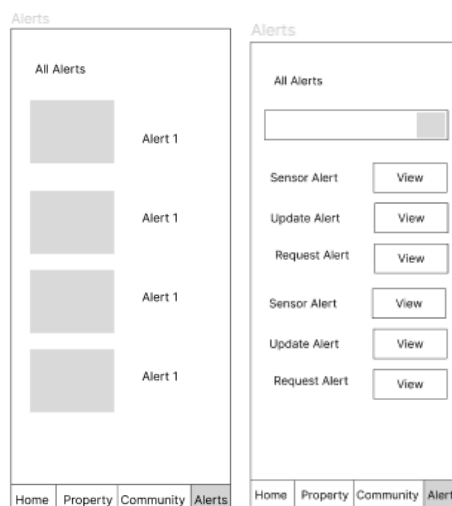 Alerts
All Alerts
Alert 1
Alert 1
Alert 1
Alert 1
Home Property Community Alerts
Alerts
All Alerts
Sensor Alert View
Update Alert View
Request Alert View
Sensor Alert View
Update Alert View
Request Alert View
Home Property Community Alert